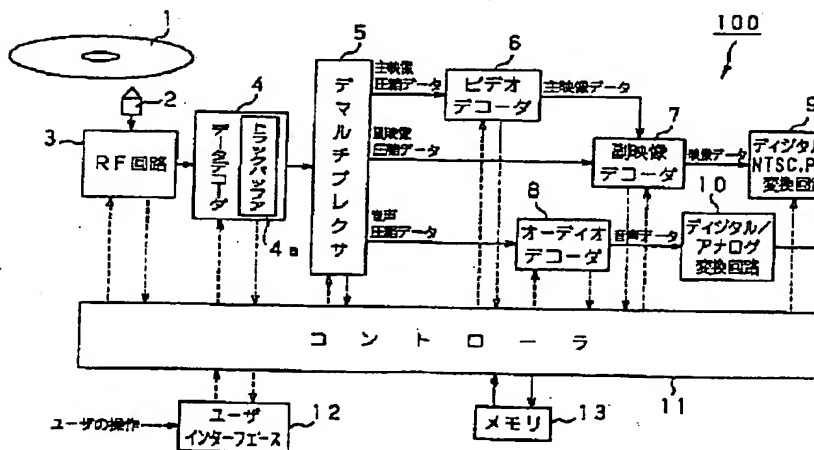 100
1
2
3
RF回路
4
データデコーダ
トラックバッファ
4a
5
デマルチプレクサ
主映像
圧縮データ
副映像
圧縮データ
音声
圧縮データ
6
ビデオ
デコーダ
主映像データ
7
副映像
デコーダ
映像データ
8
オーディオ
デコーダ
音声データ
9
ディジタル
NTSC,P
変換回路
10
ディジタル/
アナログ
変換回路
コントローラ
11
ユーザの操作
ユーザ
インターフェース
12
メモリ
13